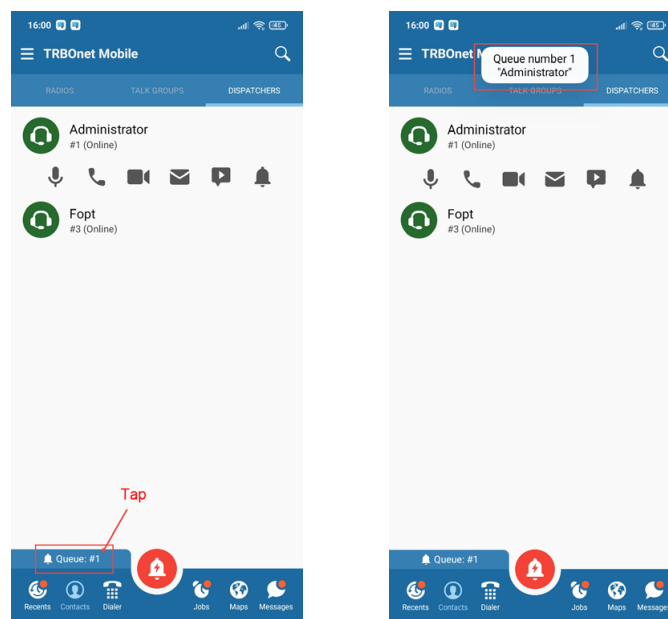 16:00
45
TRBOnet Mobile
RADIOS TALK GROUPS DISPATCHERS
Administrator
#1 (Online)
Fopt
#3 (Online)
Tap
Queue: #1
Recents Contacts Dialer Jobs Maps Messages
16:00
45
TRBOnet M
Queue number 1
"Administrator"
RADIOS TALK GROUPS DISPATCHERS
Administrator
#1 (Online)
Fopt
#3 (Online)
Queue: #1
Recents Contacts Dialer Jobs Maps Message